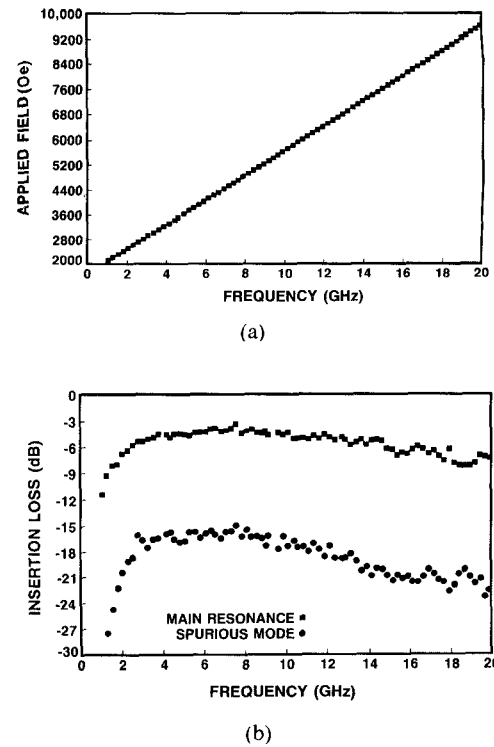 10,000
9200
8400
7600
6800
6000
5200
4400
3600
2800
2000
APPLIED FIELD (Oe)
0 2 4 6 8 10 12 14 16 18 20
FREQUENCY (GHz)
(a)
0
-3
-6
-9
-12
-15
-18
-21
-24
-27
-30
INSERTION LOSS (dB)
MAIN RESONANCE
SPURIOUS MODE
0 2 4 6 8 10 12 14 16 18 20
FREQUENCY (GHz)
(b)